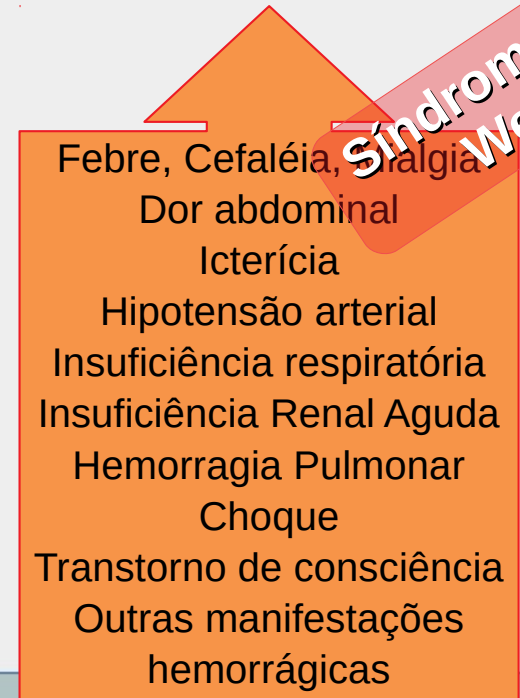 Síndrom
We
Febre, Cefaléia, Mialgia
Dor abdominal
Icterícia
Hipotensão arterial
Insuficiência respiratória
Insuficiência Renal Aguda
Hemorragia Pulmonar
Choque
Transtorno de consciência
Outras manifestações
hemorrágicas